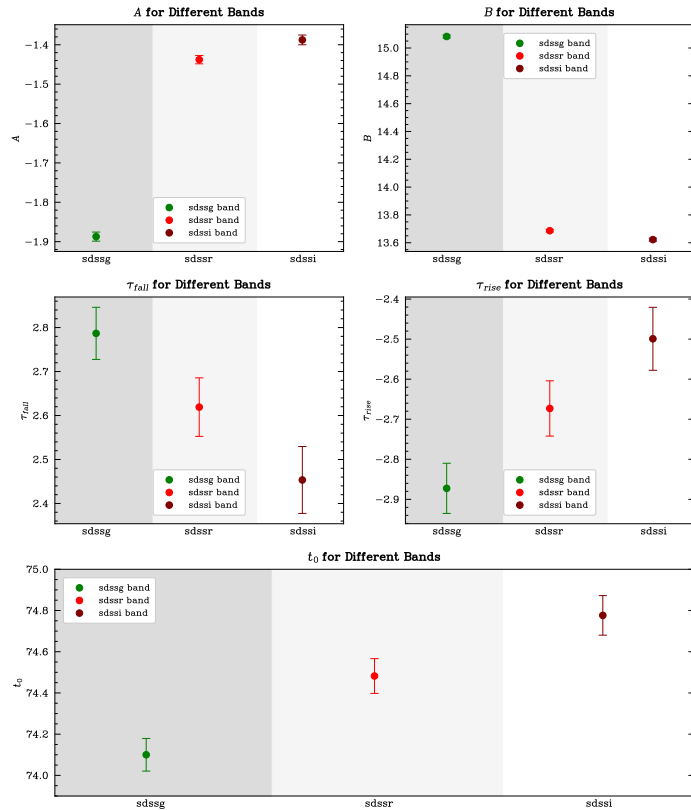 A for Different Bands
−1.4
−1.5
−1.6
−1.7
−1.8
−1.9
A
sdssg band
sdssr band
sdssi band
sdssg
sdssr
sdssi
B for Different Bands
15.0
14.8
14.6
14.4
14.2
14.0
13.8
13.6
B
sdssg band
sdssr band
sdssi band
sdssg
sdssr
sdssi
τfall for Different Bands
2.8
2.7
2.6
2.5
2.4
τfall
sdssg band
sdssr band
sdssi band
sdssg
sdssr
sdssi
τrise for Different Bands
−2.4
−2.5
−2.6
−2.7
−2.8
−2.9
τrise
sdssg band
sdssr band
sdssi band
sdssg
sdssr
sdssi
t0 for Different Bands
75.0
74.8
74.6
74.4
74.2
74.0
t0
sdssg band
sdssr band
sdssi band
sdssg
sdssr
sdssi